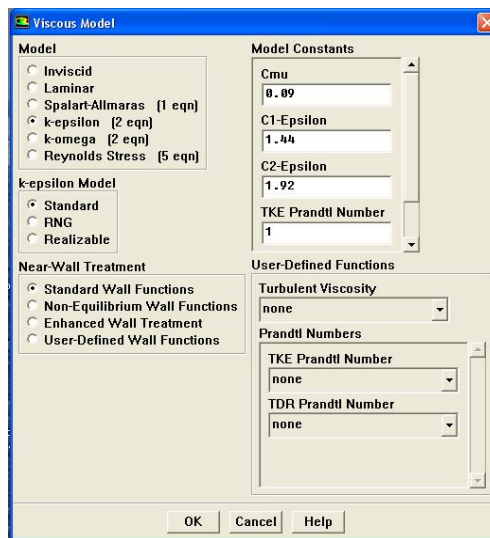 Viscous Model
Model
Inviscid
Laminar
Spalart-Allmaras (1 eqn)
k-epsilon (2 eqn)
k-omega (2 eqn)
Reynolds Stress (5 eqn)
k-epsilon Model
Standard
RNG
Realizable
Near-Wall Treatment
Standard Wall Functions
Non-Equilibrium Wall Functions
Enhanced Wall Treatment
User-Defined Wall Functions
Model Constants
Cmu
0.09
C1-Epsilon
1.44
C2-Epsilon
1.92
TKE Prandtl Number
1
User-Defined Functions
Turbulent Viscosity
none
Prandtl Numbers
TKE Prandtl Number
none
TDR Prandtl Number
none
OK Cancel Help